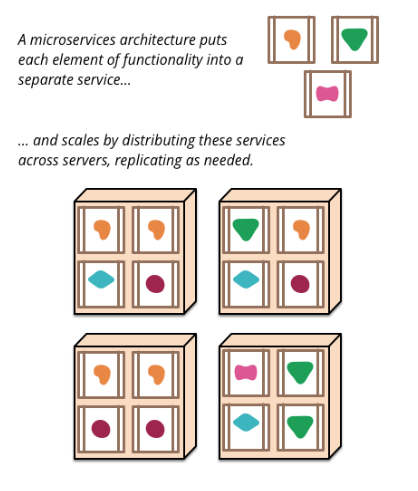 A microservices architecture puts
each element of functionality into a
separate service...
... and scales by distributing these services
across servers, replicating as needed.